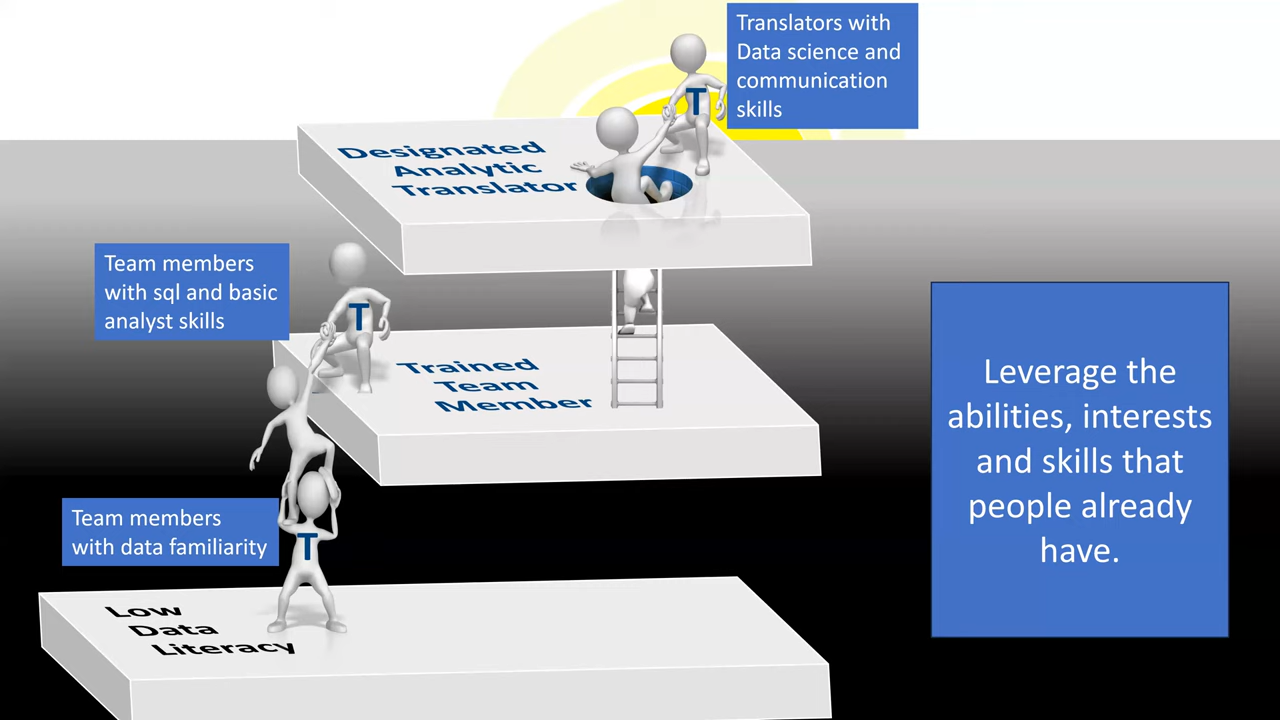 Translators with
Data science and
communication
skills
T
Designated
Analytic
Translator
Team members
with sql and basic
analyst skills
T
Trained
Team
Member
Leverage the
abilities, interests
and skills that
people already
have.
Team members
with data familiarity
T
Low
Data
Literacy